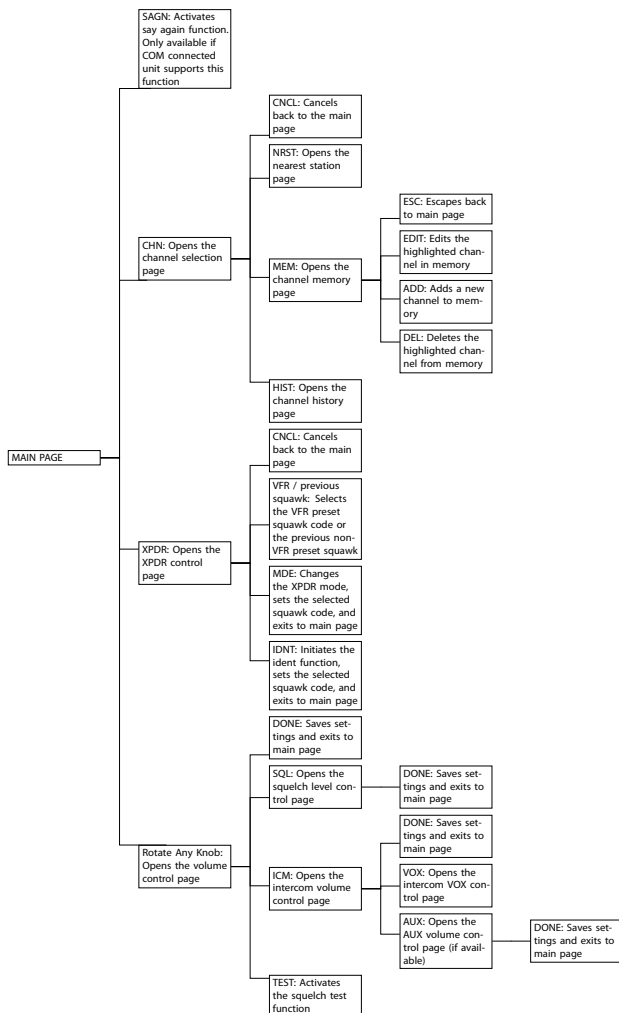 SAGN: Activates
say again function.
Only available if
COM connected
unit supports this
function
CNCL: Cancels
back to the main
page
NRST: Opens the
nearest station
page
ESC: Escapes back
to main page
CHN: Opens the
channel selection
page
EDIT: Edits the
highlighted chan-
nel in memory
MEM: Opens the
channel memory
page
ADD: Adds a new
channel to mem-
ory
DEL: Deletes the
highlighted chan-
nel from memory
HIST: Opens the
channel history
page
MAIN PAGE
CNCL: Cancels
back to the main
page
VFR / previous
squawk: Selects
the VFR preset
squawk code or
the previous non-
VFR preset squawk
XPDR: Opens the
XPDR control
page
MDE: Changes
the XPDR mode,
sets the selected
squawk code, and
exits to main page
IDNT: Initiates the
ident function,
sets the selected
squawk code, and
exits to main page
DONE: Saves set-
tings and exits to
main page
SQL: Opens the
squelch level con-
trol page
DONE: Saves set-
tings and exits to
main page
Rotate Any Knob:
Opens the volume
control page
DONE: Saves set-
tings and exits to
main page
ICM: Opens the
intercom volume
control page
VOX: Opens the
intercom VOX con-
trol page
AUX: Opens the
AUX volume con-
trol page (if avail-
able)
DONE: Saves set-
tings and exits to
main page
TEST: Activates
the squelch test
function